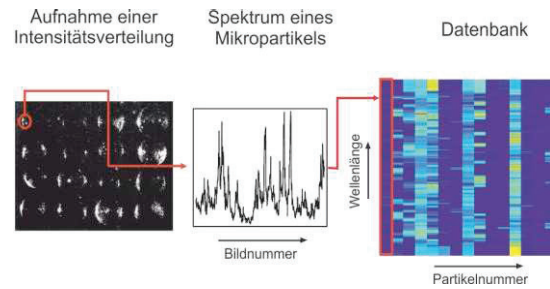 Aufnahme einer
Intensitätsverteilung
Spektrum eines
Mikropartikels
Datenbank
Bildnummer
Wellenlänge
Partikelnummer